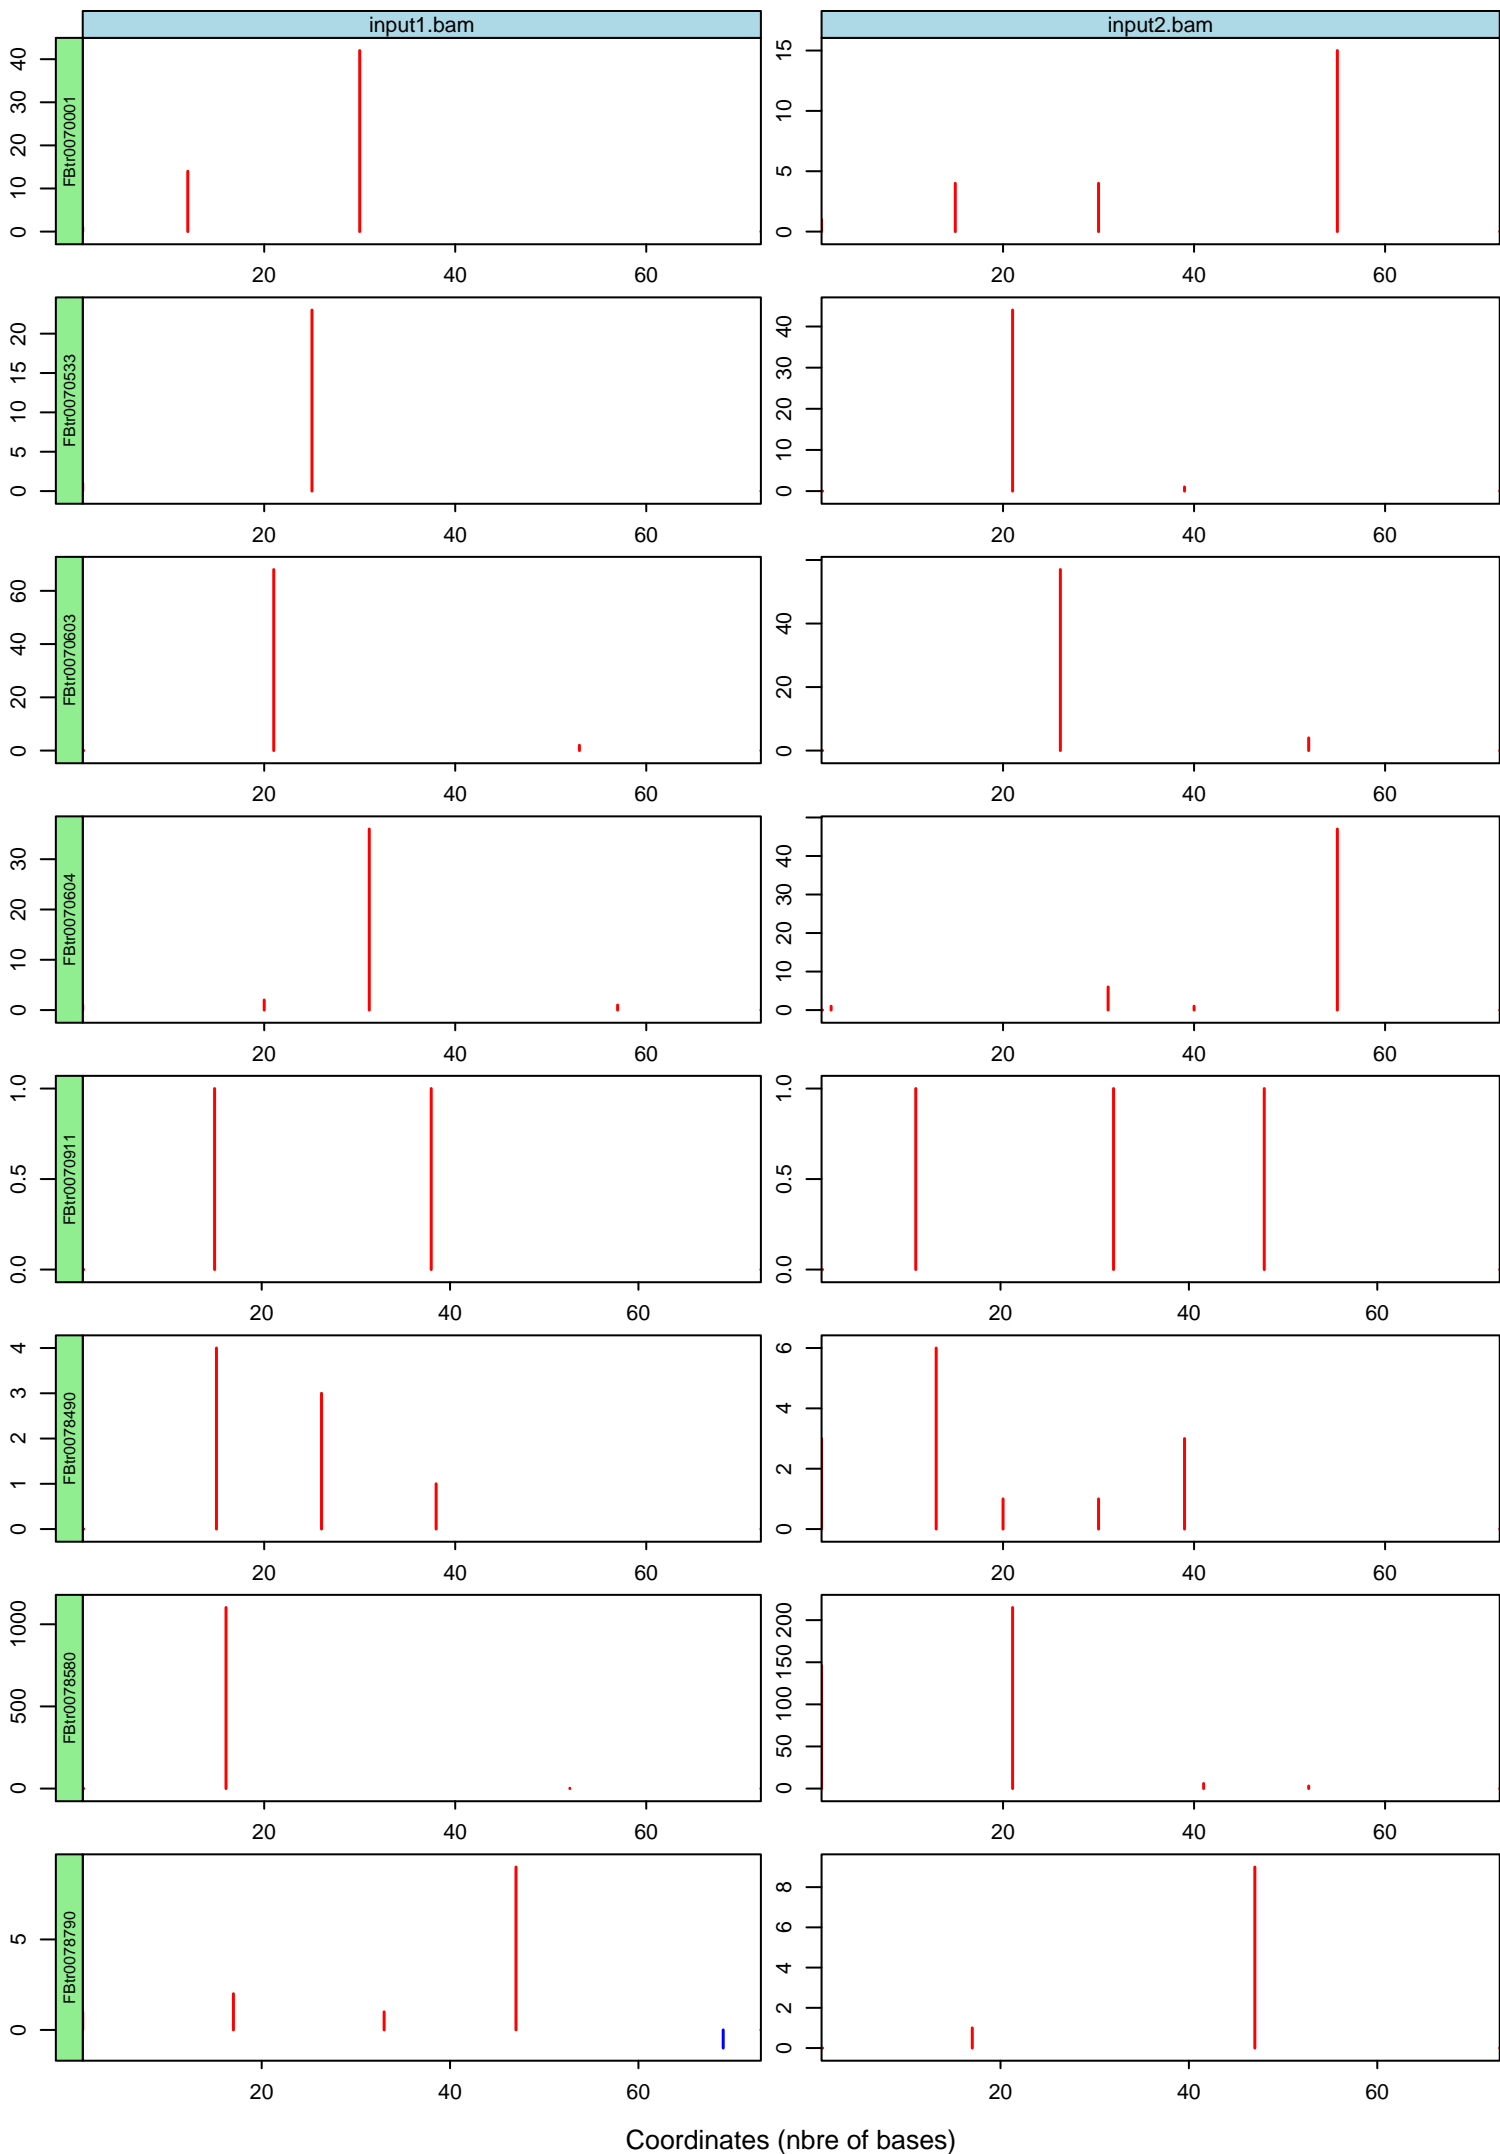 input1.bam input2.bam
FBtr0070001
0 10 20 30 40
0 5 10 15
20 40 60
20 40 60
FBtr0070533
0 5 10 15 20
0 10 20 30 40
20 40 60
20 40 60
FBtr0070603
0 20 40 60
0 20 40
20 40 60
20 40 60
FBtr0070604
0 10 20 30
0 10 20 30 40
20 40 60
20 40 60
FBtr0070911
0.0 0.5 1.0
0.0 0.5 1.0
20 40 60
20 40 60
FBtr0078490
0 1 2 3 4
0 2 4 6
20 40 60
20 40 60
FBtr0078580
0 500 1000
0 50 100 150 200
20 40 60
20 40 60
FBtr0078790
0 5
0 2 4 6 8
20 40 60
20 40 60
Coordinates (nbre of bases)